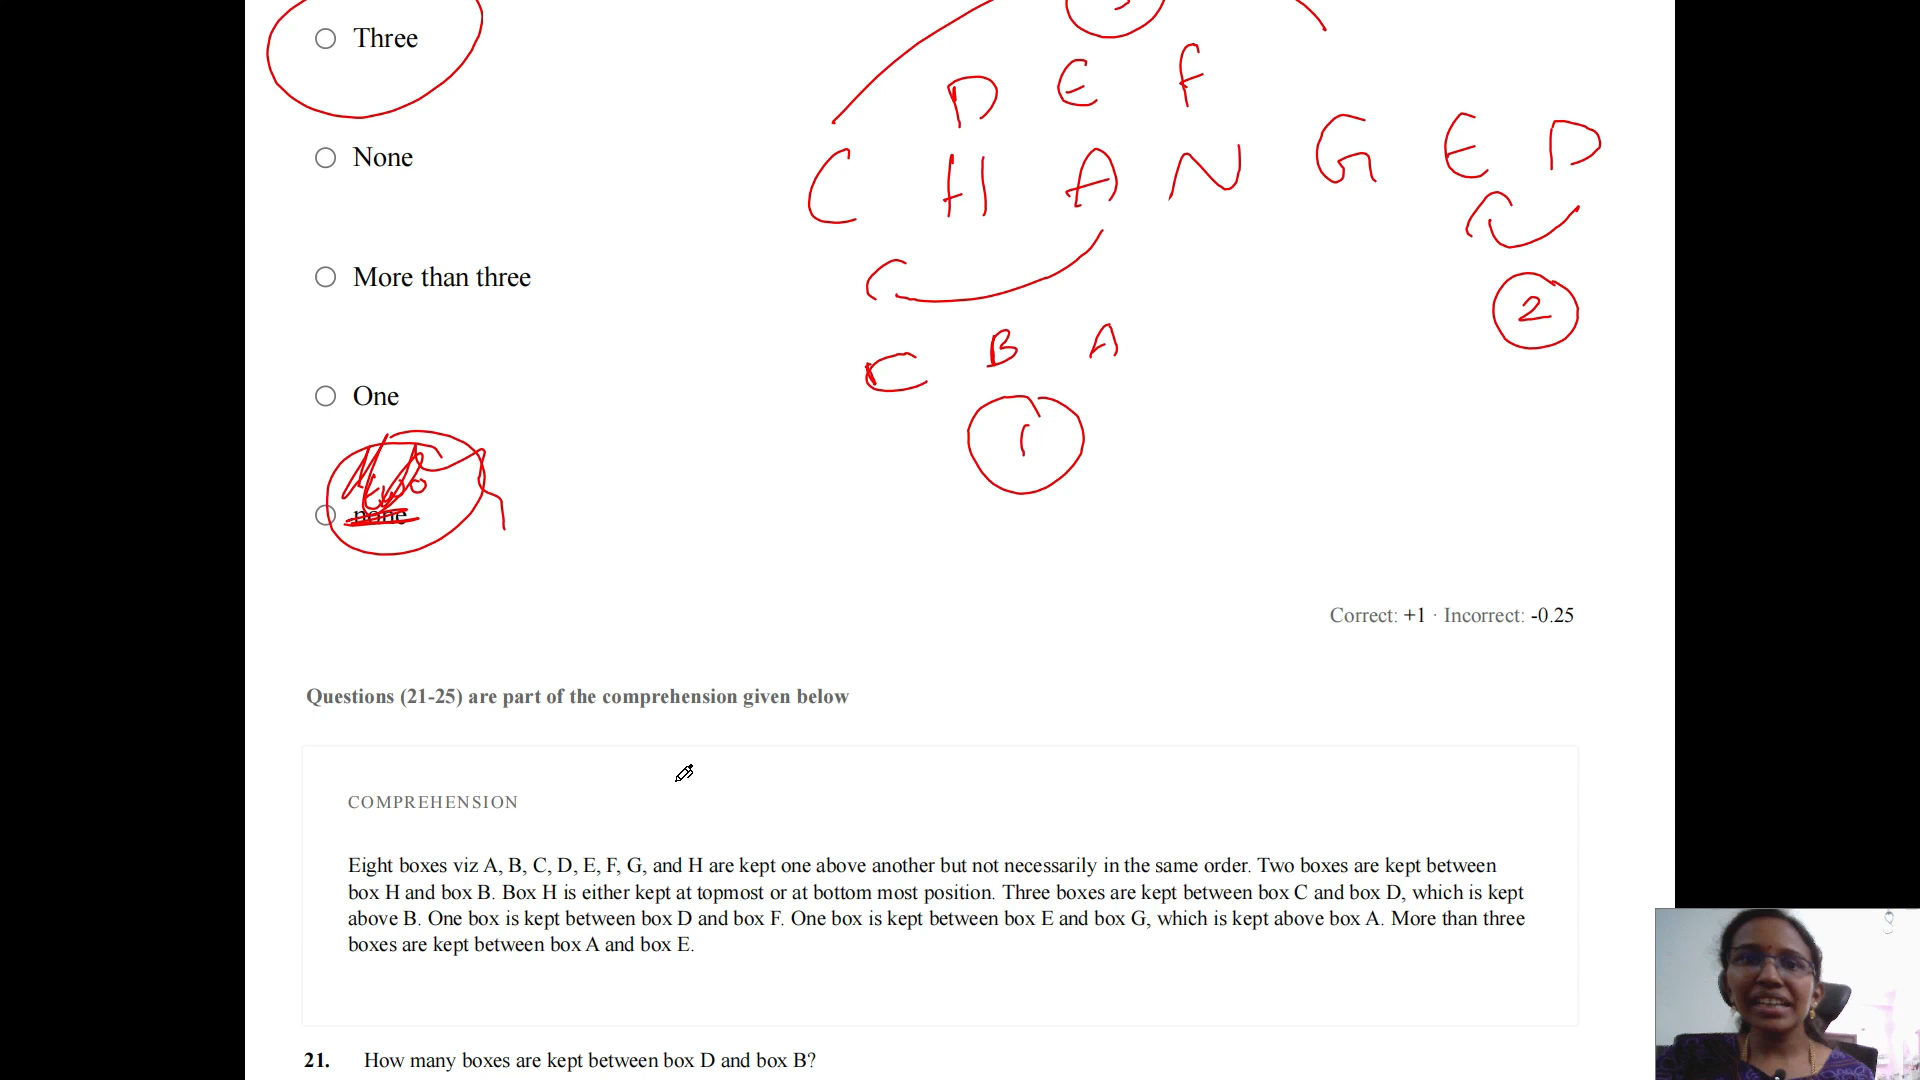 Three
D E F
C H A N G E D
None
More than three
2
C B A
One
1
two
none
Correct: +1 · Incorrect: -0.25
Questions (21-25) are part of the comprehension given below
COMPREHENSION
Eight boxes viz A, B, C, D, E, F, G, and H are kept one above another but not necessarily in the same order. Two boxes are kept between
box H and box B. Box H is either kept at topmost or at bottom most position. Three boxes are kept between box C and box D, which is kept
above B. One box is kept between box D and box F. One box is kept between box E and box G, which is kept above box A. More than three
boxes are kept between box A and box E.
21. How many boxes are kept between box D and box B?